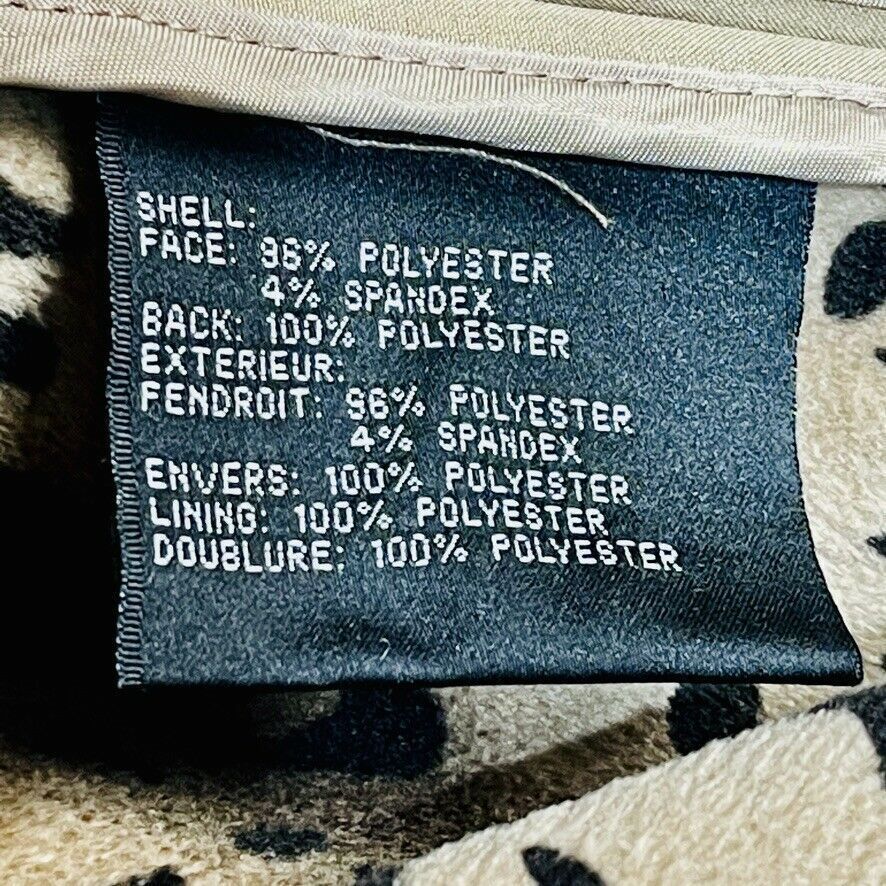 SHELL:
FACE: 96% POLYESTER
4% SPANDEX
BACK: 100% POLYESTER
EXTERIEUR:
FENDROIT: 96% POLYESTER
4% SPANDEX
ENVERS: 100% POLYESTER
LINING: 100% POLYESTER
DOUBLURE: 100% POLYESTER